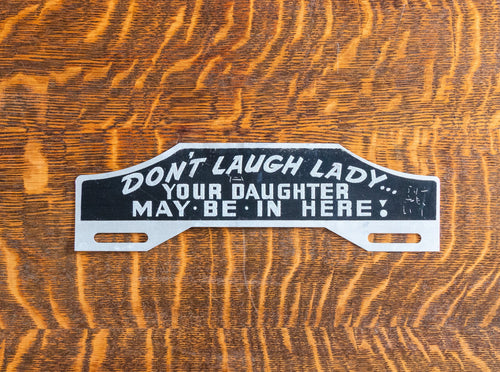 DON'T LAUGH LADY...
YOUR DAUGHTER
MAY·BE·IN HERE!